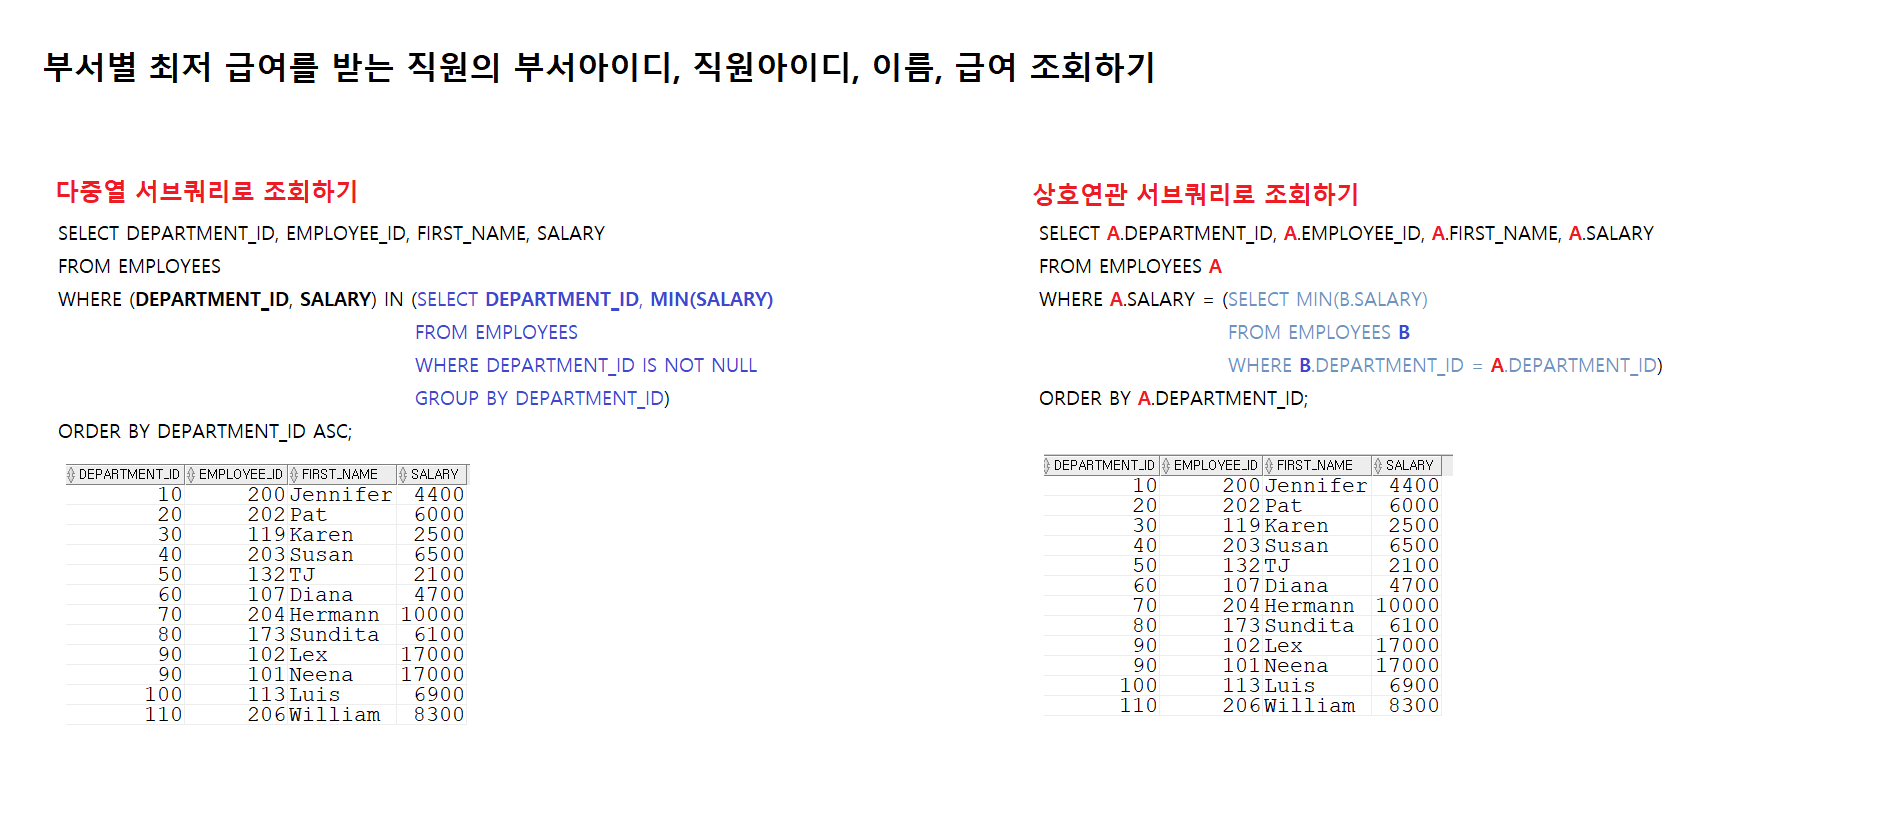 부서별 최저 급여를 받는 직원의 부서아이디, 직원아이디, 이름, 급여 조회하기
다중열 서브쿼리로 조회하기
SELECT DEPARTMENT_ID, EMPLOYEE_ID, FIRST_NAME, SALARY
FROM EMPLOYEES
WHERE (DEPARTMENT_ID, SALARY) IN (SELECT DEPARTMENT_ID, MIN(SALARY)
FROM EMPLOYEES
WHERE DEPARTMENT_ID IS NOT NULL
GROUP BY DEPARTMENT_ID)
ORDER BY DEPARTMENT_ID ASC;
DEPARTMENT_ID EMPLOYEE_ID FIRST_NAME SALARY
10 200 Jennifer 4400
20 202 Pat 6000
30 119 Karen 2500
40 203 Susan 6500
50 132 TJ 2100
60 107 Diana 4700
70 204 Hermann 10000
80 173 Sundita 6100
90 102 Lex 17000
90 101 Neena 17000
100 113 Luis 6900
110 206 William 8300
상호연관 서브쿼리로 조회하기
SELECT A.DEPARTMENT_ID, A.EMPLOYEE_ID, A.FIRST_NAME, A.SALARY
FROM EMPLOYEES A
WHERE A.SALARY = (SELECT MIN(B.SALARY)
FROM EMPLOYEES B
WHERE B.DEPARTMENT_ID = A.DEPARTMENT_ID)
ORDER BY A.DEPARTMENT_ID;
DEPARTMENT_ID EMPLOYEE_ID FIRST_NAME SALARY
10 200 Jennifer 4400
20 202 Pat 6000
30 119 Karen 2500
40 203 Susan 6500
50 132 TJ 2100
60 107 Diana 4700
70 204 Hermann 10000
80 173 Sundita 6100
90 102 Lex 17000
90 101 Neena 17000
100 113 Luis 6900
110 206 William 8300